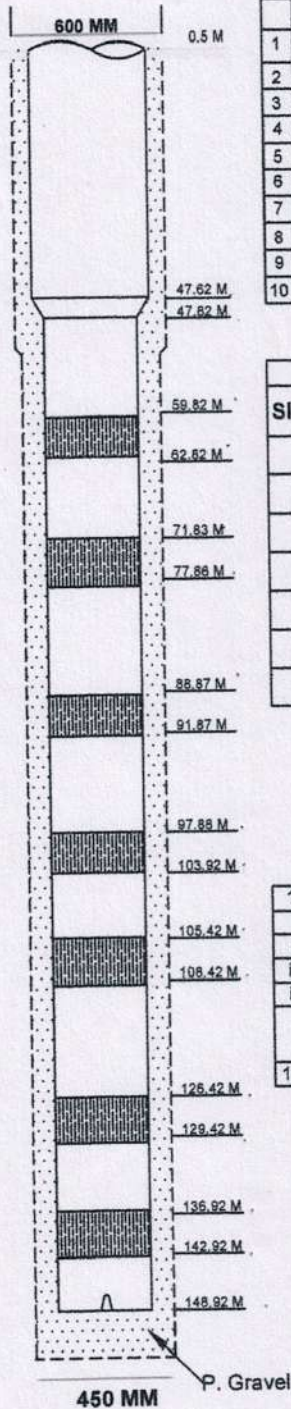 600 MM
0.5 M
1
2
3
4
5
6
7
8
9
10
47.62 M
47.82 M
59.82 M
62.82 M
71.83 M
77.86 M
88.87 M
91.87 M
97.88 M
103.92 M
105.42 M
108.42 M
126.42 M
129.42 M
136.92 M
142.92 M
148.92 M
P. Gravel
450 MM